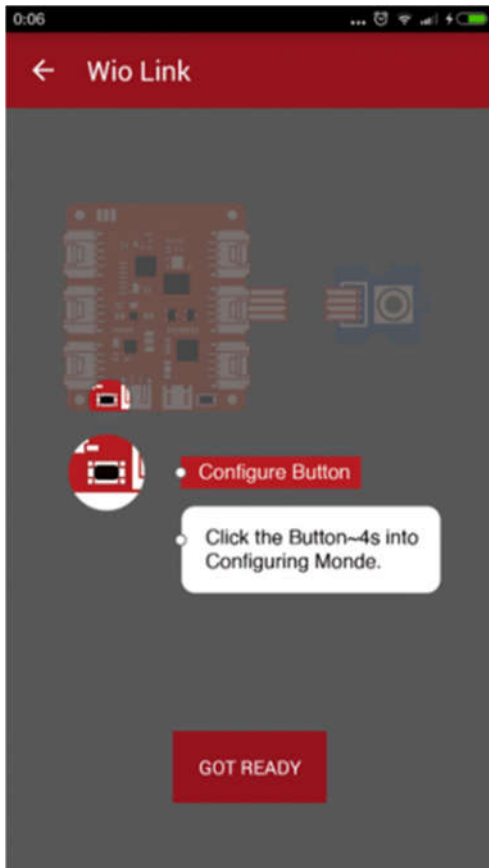 0:06
Wio Link
Configure Button
Click the Button~4s into
Configuring Monde.
GOT READY